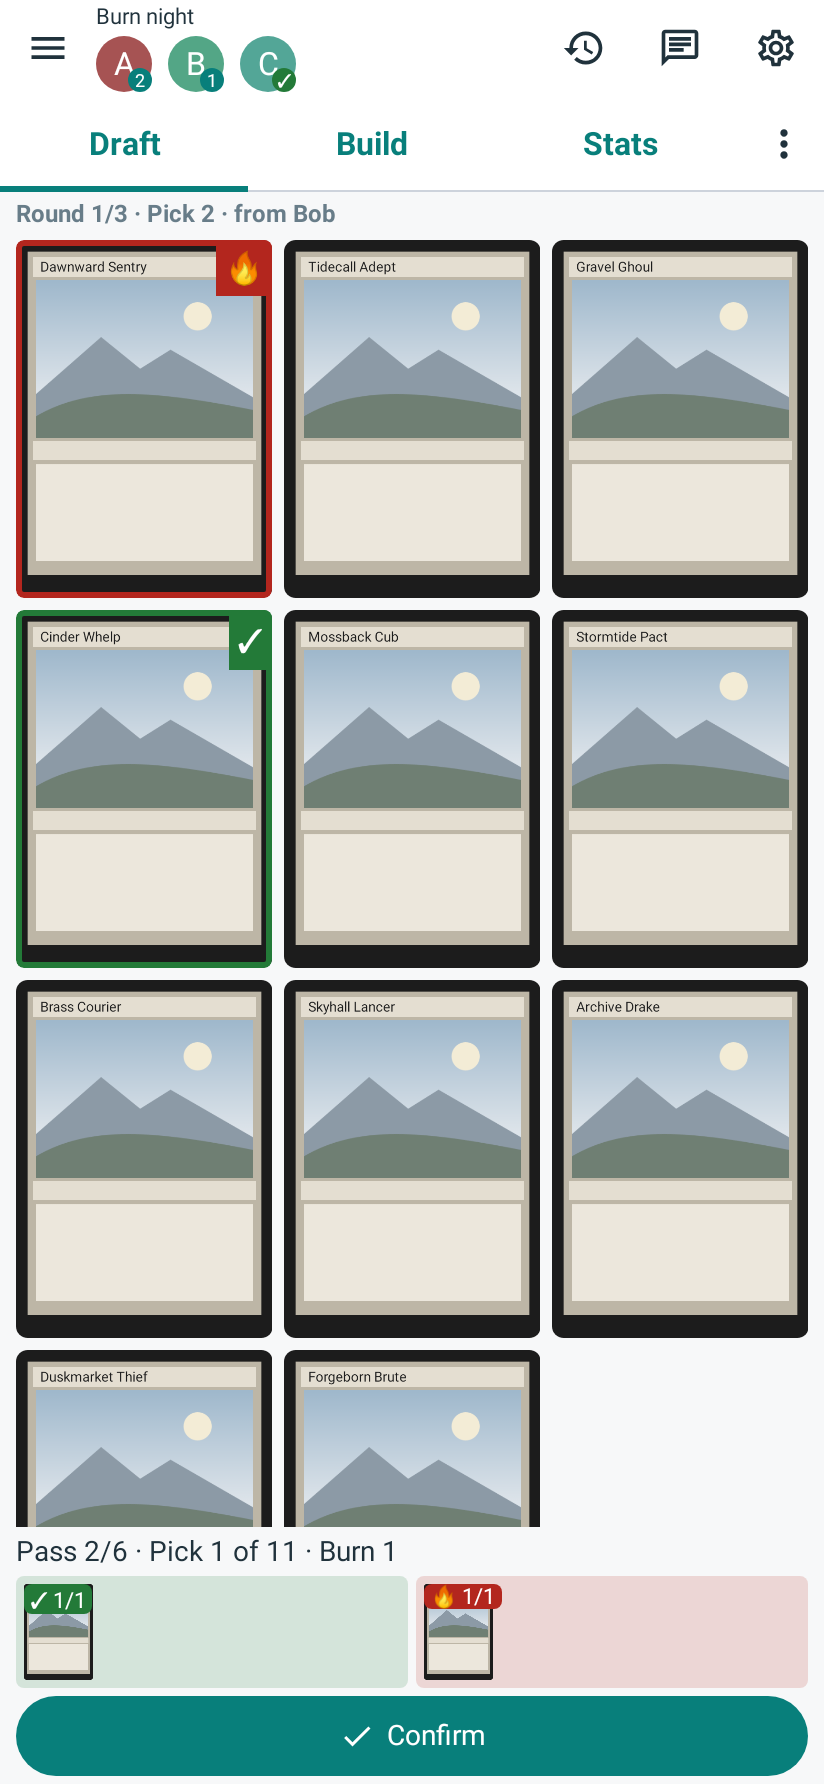 Burn night
A 2 B 1 C ✓
Draft Build Stats
Round 1/3 · Pick 2 · from Bob
Dawnward Sentry 🔥 Tidecall Adept Gravel Ghoul
Cinder Whelp ✓ Mossback Cub Stormtide Pact
Brass Courier Skyhall Lancer Archive Drake
Duskmarket Thief Forgeborn Brute
Pass 2/6 · Pick 1 of 11 · Burn 1
✓ 1/1 🔥 1/1
✓ Confirm